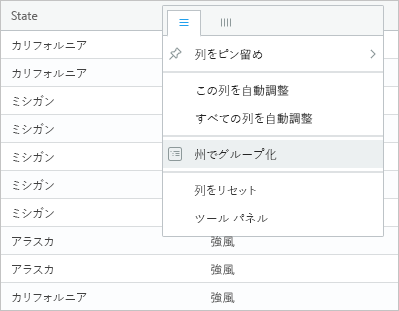 State
カリフォルニア
列をピン留め
カリフォルニア
この列を自動調整
ミシガン
すべての列を自動調整
ミシガン
州でグループ化
ミシガン
ミシガン
列をリセット
ミシガン
ツール パネル
アラスカ 強風
アラスカ 強風
カリフォルニア 強風